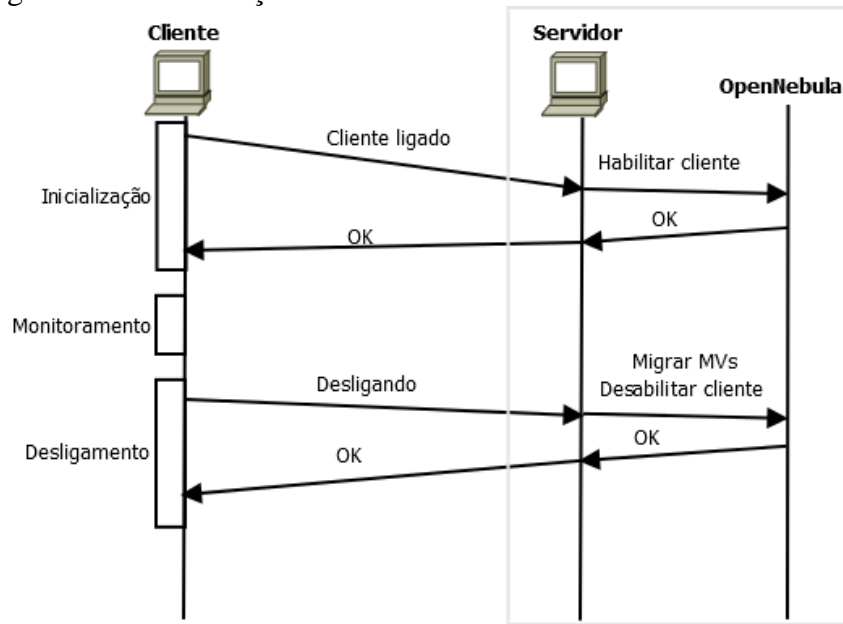 Cliente
Servidor
OpenNebula
Cliente ligado
Habilitar cliente
Inicialização
OK
OK
Monitoramento
Migrar MVs
Desligando
Desabilitar cliente
OK
Desligamento
OK